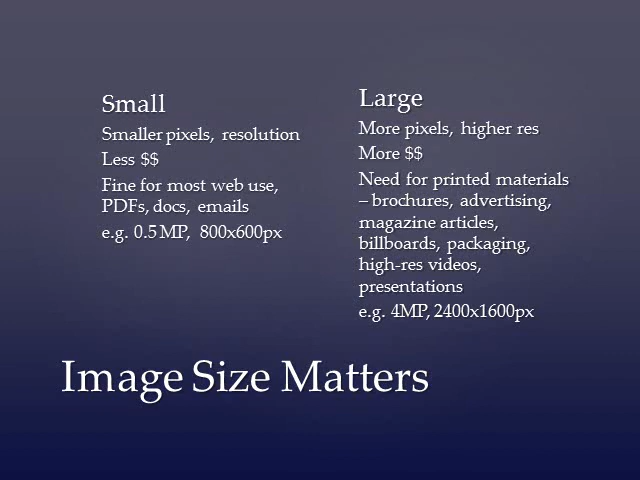 Small
Smaller pixels, resolution
Less $$
Fine for most web use,
PDFs, docs, emails
e.g. 0.5 MP, 800x600px
Large
More pixels, higher res
More $$
Need for printed materials
– brochures, advertising,
magazine articles,
billboards, packaging,
high-res videos,
presentations
e.g. 4MP, 2400x1600px
Image Size Matters